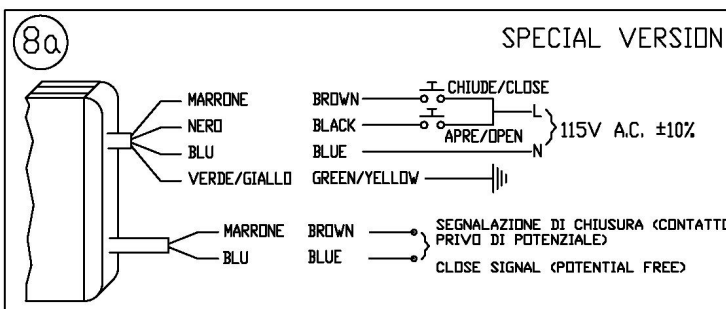 8a
SPECIAL VERSION
MARRONE BROWN CHIUDE/CLOSE
NERO BLACK APRE/OPEN L
BLU BLUE N 115V A.C. ±10%
VERDE/GIALLO GREEN/YELLOW
MARRONE BROWN SEGNALAZIONE DI CHIUSURA (CONTATTO
PRIVO DI POTENZIALE)
BLU BLUE CLOSE SIGNAL (POTENTIAL FREE)